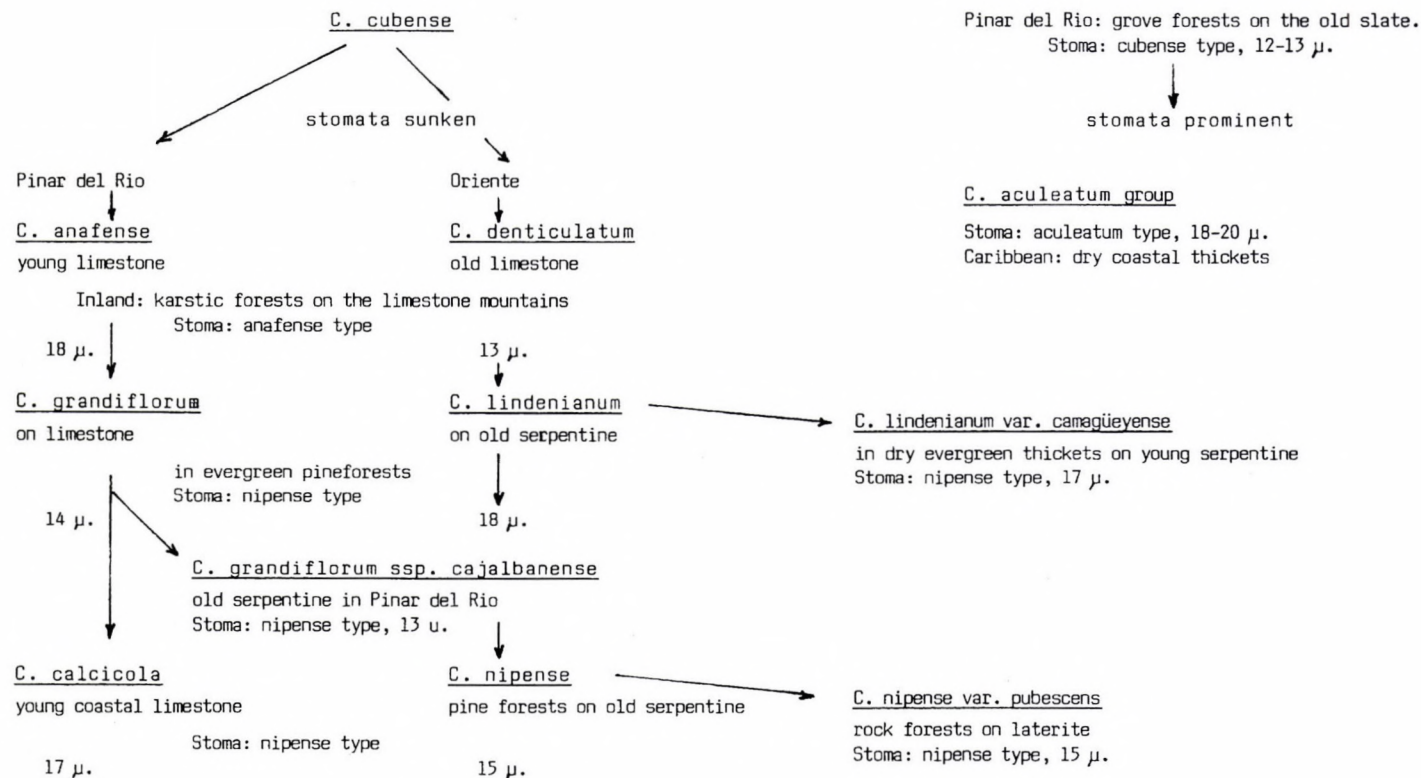 C. cubense
Pinar del Rio: grove forests on the old slate.
Stoma: cubense type, 12-13 µ.
stomata sunken
stomata prominent
Pinar del Rio
Oriente
C. aculeatum group
C. anafense
C. denticulatum
Stoma: aculeatum type, 18-20 µ.
young limestone
old limestone
Caribbean: dry coastal thickets
Inland: karstic forests on the limestone mountains
Stoma: anafense type
18 µ.
13 µ.
C. grandiflorum
C. lindenianum
C. lindenianum var. camagüeyense
on limestone
on old serpentine
in dry evergreen thickets on young serpentine
in evergreen pineforests
Stoma: nipense type, 17 µ.
Stoma: nipense type
14 µ.
18 µ.
C. grandiflorum ssp. cajalbanense
old serpentine in Pinar del Rio
Stoma: nipense type, 13 u.
C. calcicola
C. nipense
C. nipense var. pubescens
young coastal limestone
pine forests on old serpentine
rock forests on laterite
Stoma: nipense type
Stoma: nipense type, 15 µ.
17 µ.
15 µ.